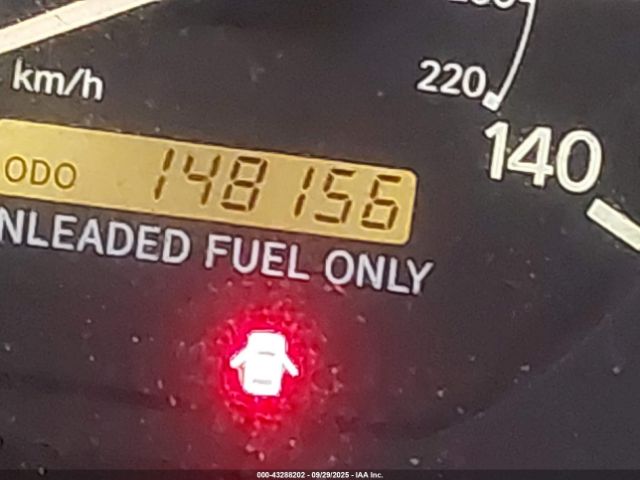 km/h
220
140
ODO 148156
NLEADED FUEL ONLY
000-43288202 - 09/29/2025 - IAA Inc.